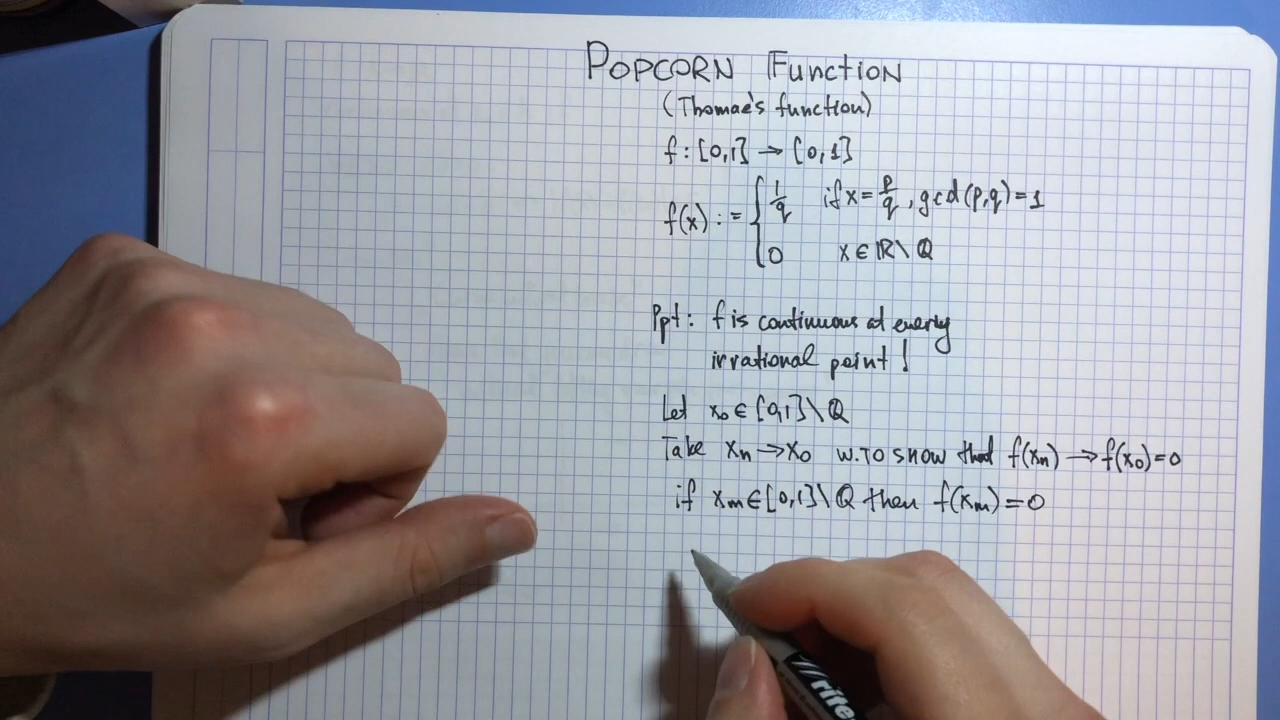 POPCORN Function
(Thomae's function)
f : [0,1] → [0,1]
f(x) := { 1/q if x = p/q , gcd(p,q)=1
0 x ∈ ℝ \ ℚ
Ppt : f is continuous at every
irrational point !
Let x₀ ∈ [0,1] \ ℚ
Take xₙ → x₀ W.TO SHOW that f(xₙ) → f(x₀) = 0
if xₘ ∈ [0,1] \ ℚ then f(xₘ) = 0